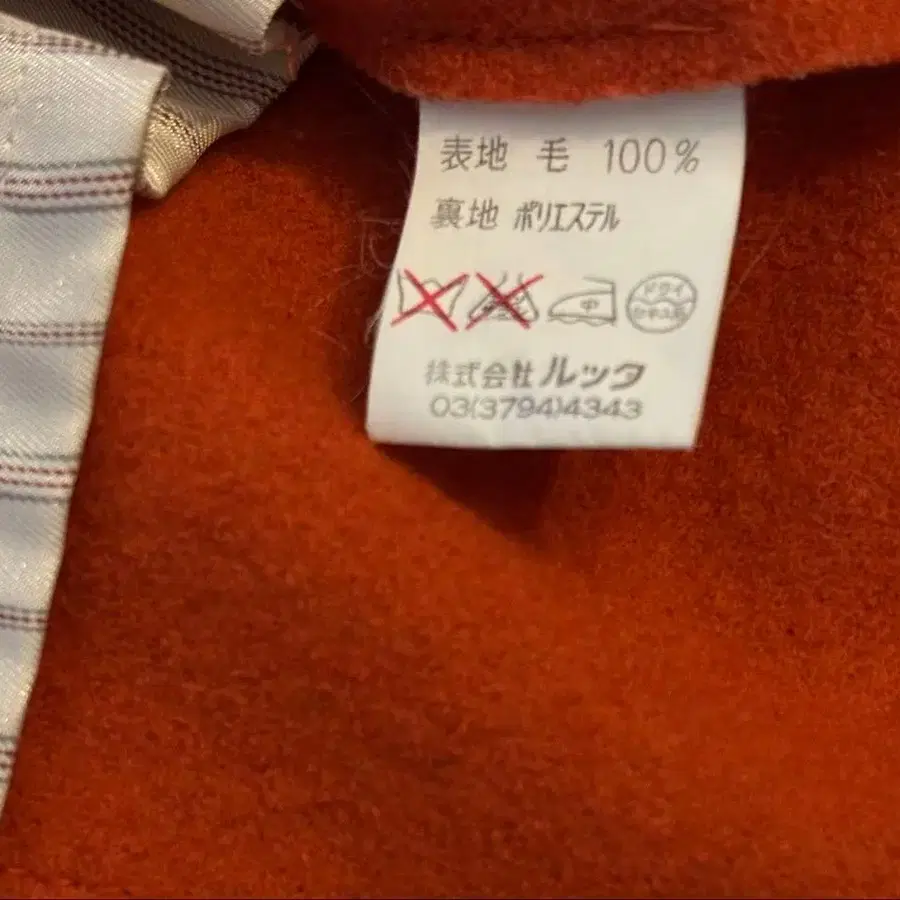 表地 毛 100%
裏地 ポリエステル
中 ドライ
株式会社 ルック
03(3794)4343